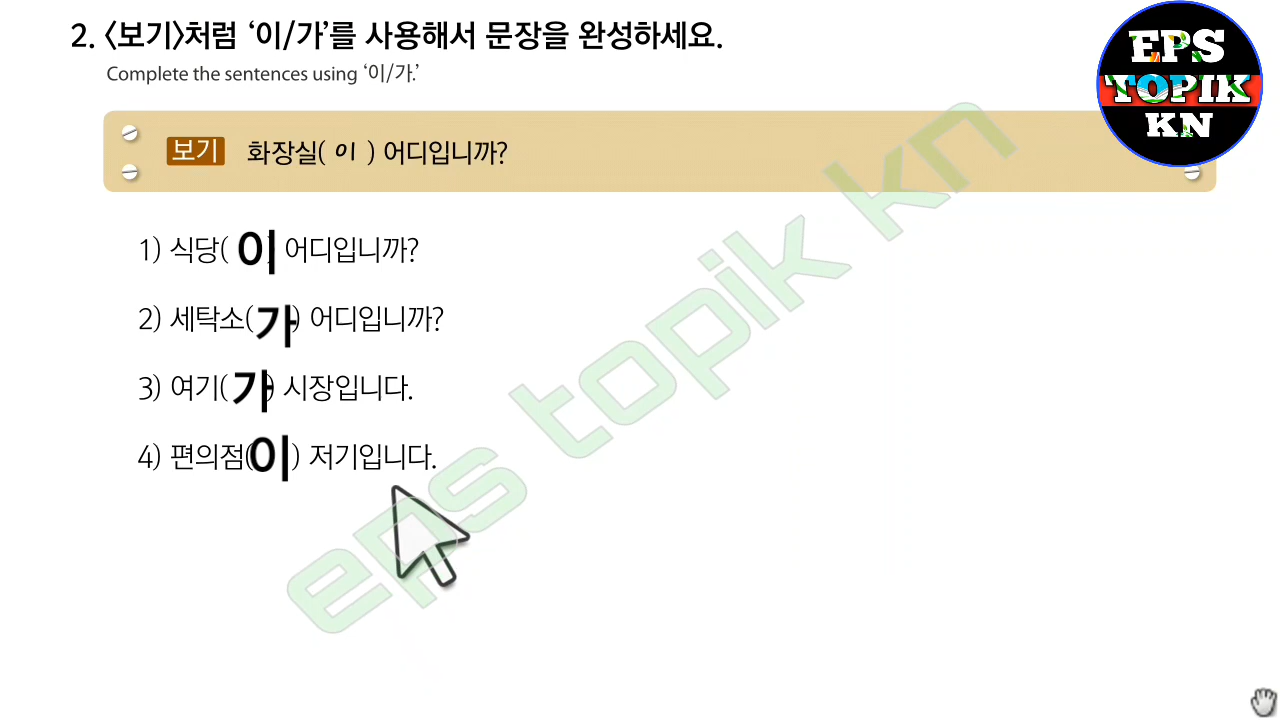 2. 〈보기〉처럼 ‘이/가’를 사용해서 문장을 완성하세요.
Complete the sentences using ‘이/가.’
EPS
TOPIK
KN
보기 화장실( 이 ) 어디입니까?
1) 식당( 이 ) 어디입니까?
2) 세탁소( 가 ) 어디입니까?
3) 여기( 가 ) 시장입니다.
4) 편의점( 이 ) 저기입니다.
eps topik kn